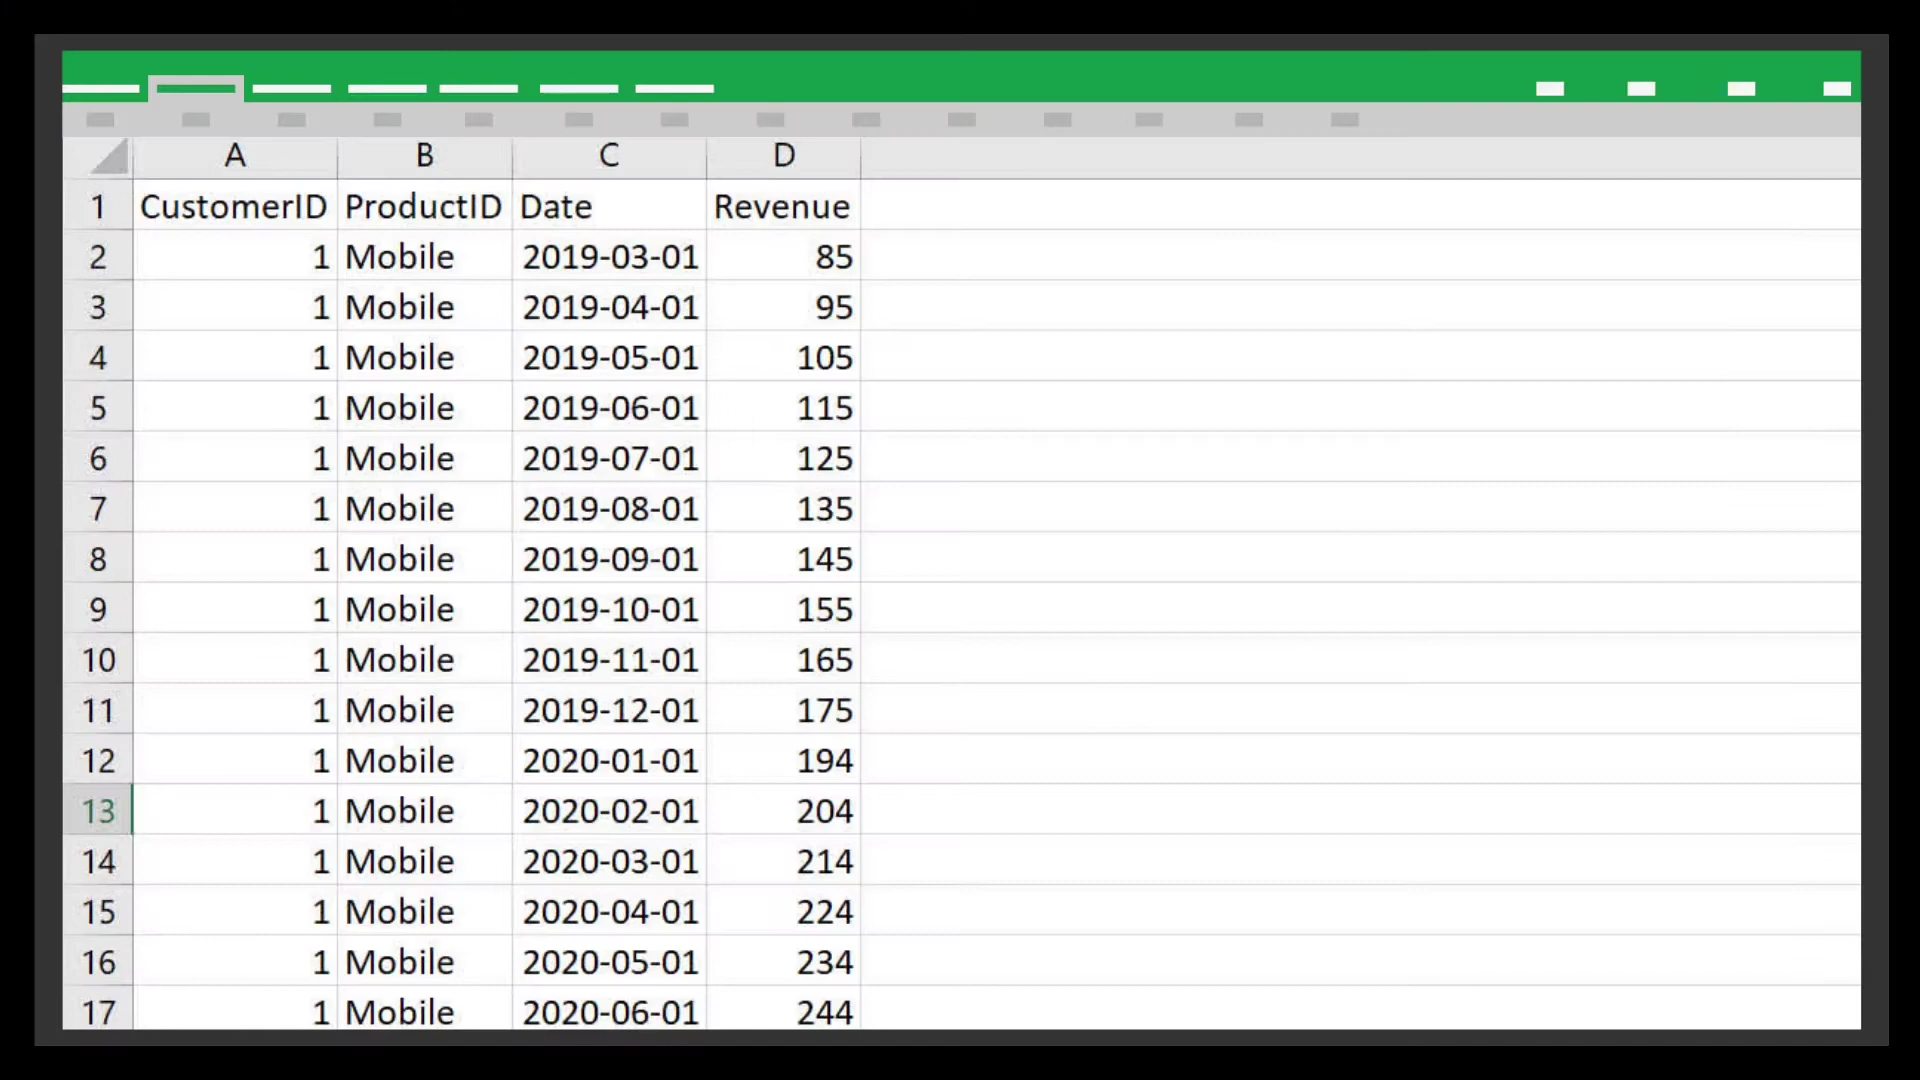 A B C D
1 CustomerID ProductID Date Revenue
2 1 Mobile 2019-03-01 85
3 1 Mobile 2019-04-01 95
4 1 Mobile 2019-05-01 105
5 1 Mobile 2019-06-01 115
6 1 Mobile 2019-07-01 125
7 1 Mobile 2019-08-01 135
8 1 Mobile 2019-09-01 145
9 1 Mobile 2019-10-01 155
10 1 Mobile 2019-11-01 165
11 1 Mobile 2019-12-01 175
12 1 Mobile 2020-01-01 194
13 1 Mobile 2020-02-01 204
14 1 Mobile 2020-03-01 214
15 1 Mobile 2020-04-01 224
16 1 Mobile 2020-05-01 234
17 1 Mobile 2020-06-01 244